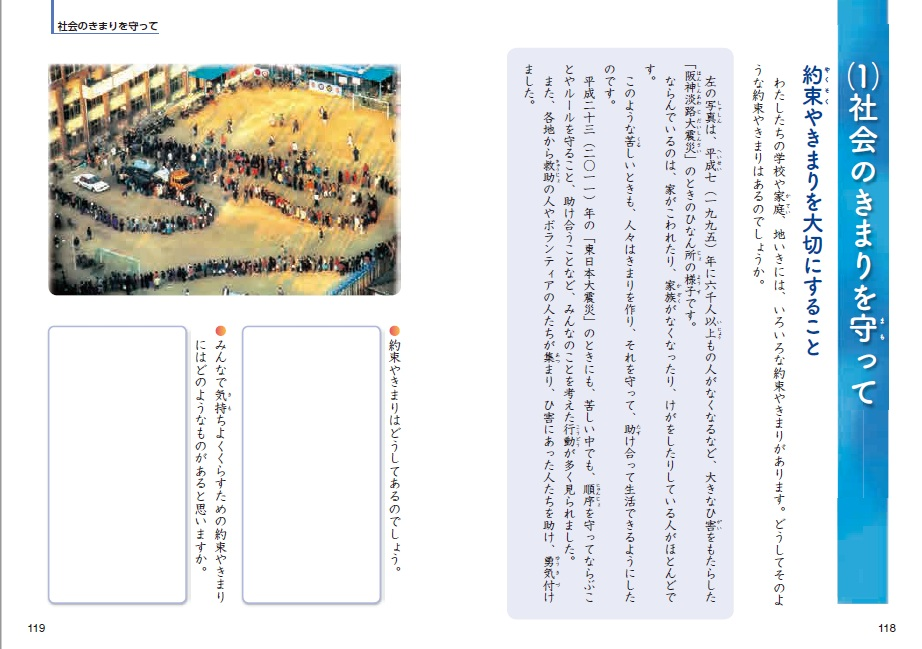 (1)社会のきまりを守って
約束やきまりを大切にすること
わたしたちの学校や家庭、地いきには、いろいろな約束やきまりがあります。どうしてそのよ
うな約束やきまりはあるのでしょうか。
左の写真は、平成七(一九九五)年に六千人以上もの人がなくなるなど、大きなひ害をもたらした
「阪神淡路大震災」のときのひなん所の様子です。
ならんでいるのは、家がこわれたり、家族がなくなったり、けがをしたりしている人がほとんどで
す。
このような苦しいときも、人々はきまりを作り、それを守って、助け合って生活できるようにした
のです。
平成二十三(二〇一一)年の「東日本大震災」のときにも、苦しい中でも、順序を守ってならぶこ
とやルールを守ること、助け合うことなど、みんなのことを考えた行動が多く見られました。
また、各地から救助の人やボランティアの人たちが集まり、ひ害にあった人たちを助け、勇気付け
ました。
118
社会のきまりを守って
約束やきまりはどうしてあるのでしょう。
みんなで気持ちよくくらすための約束やきまり
にはどのようなものがあると思いますか。
119